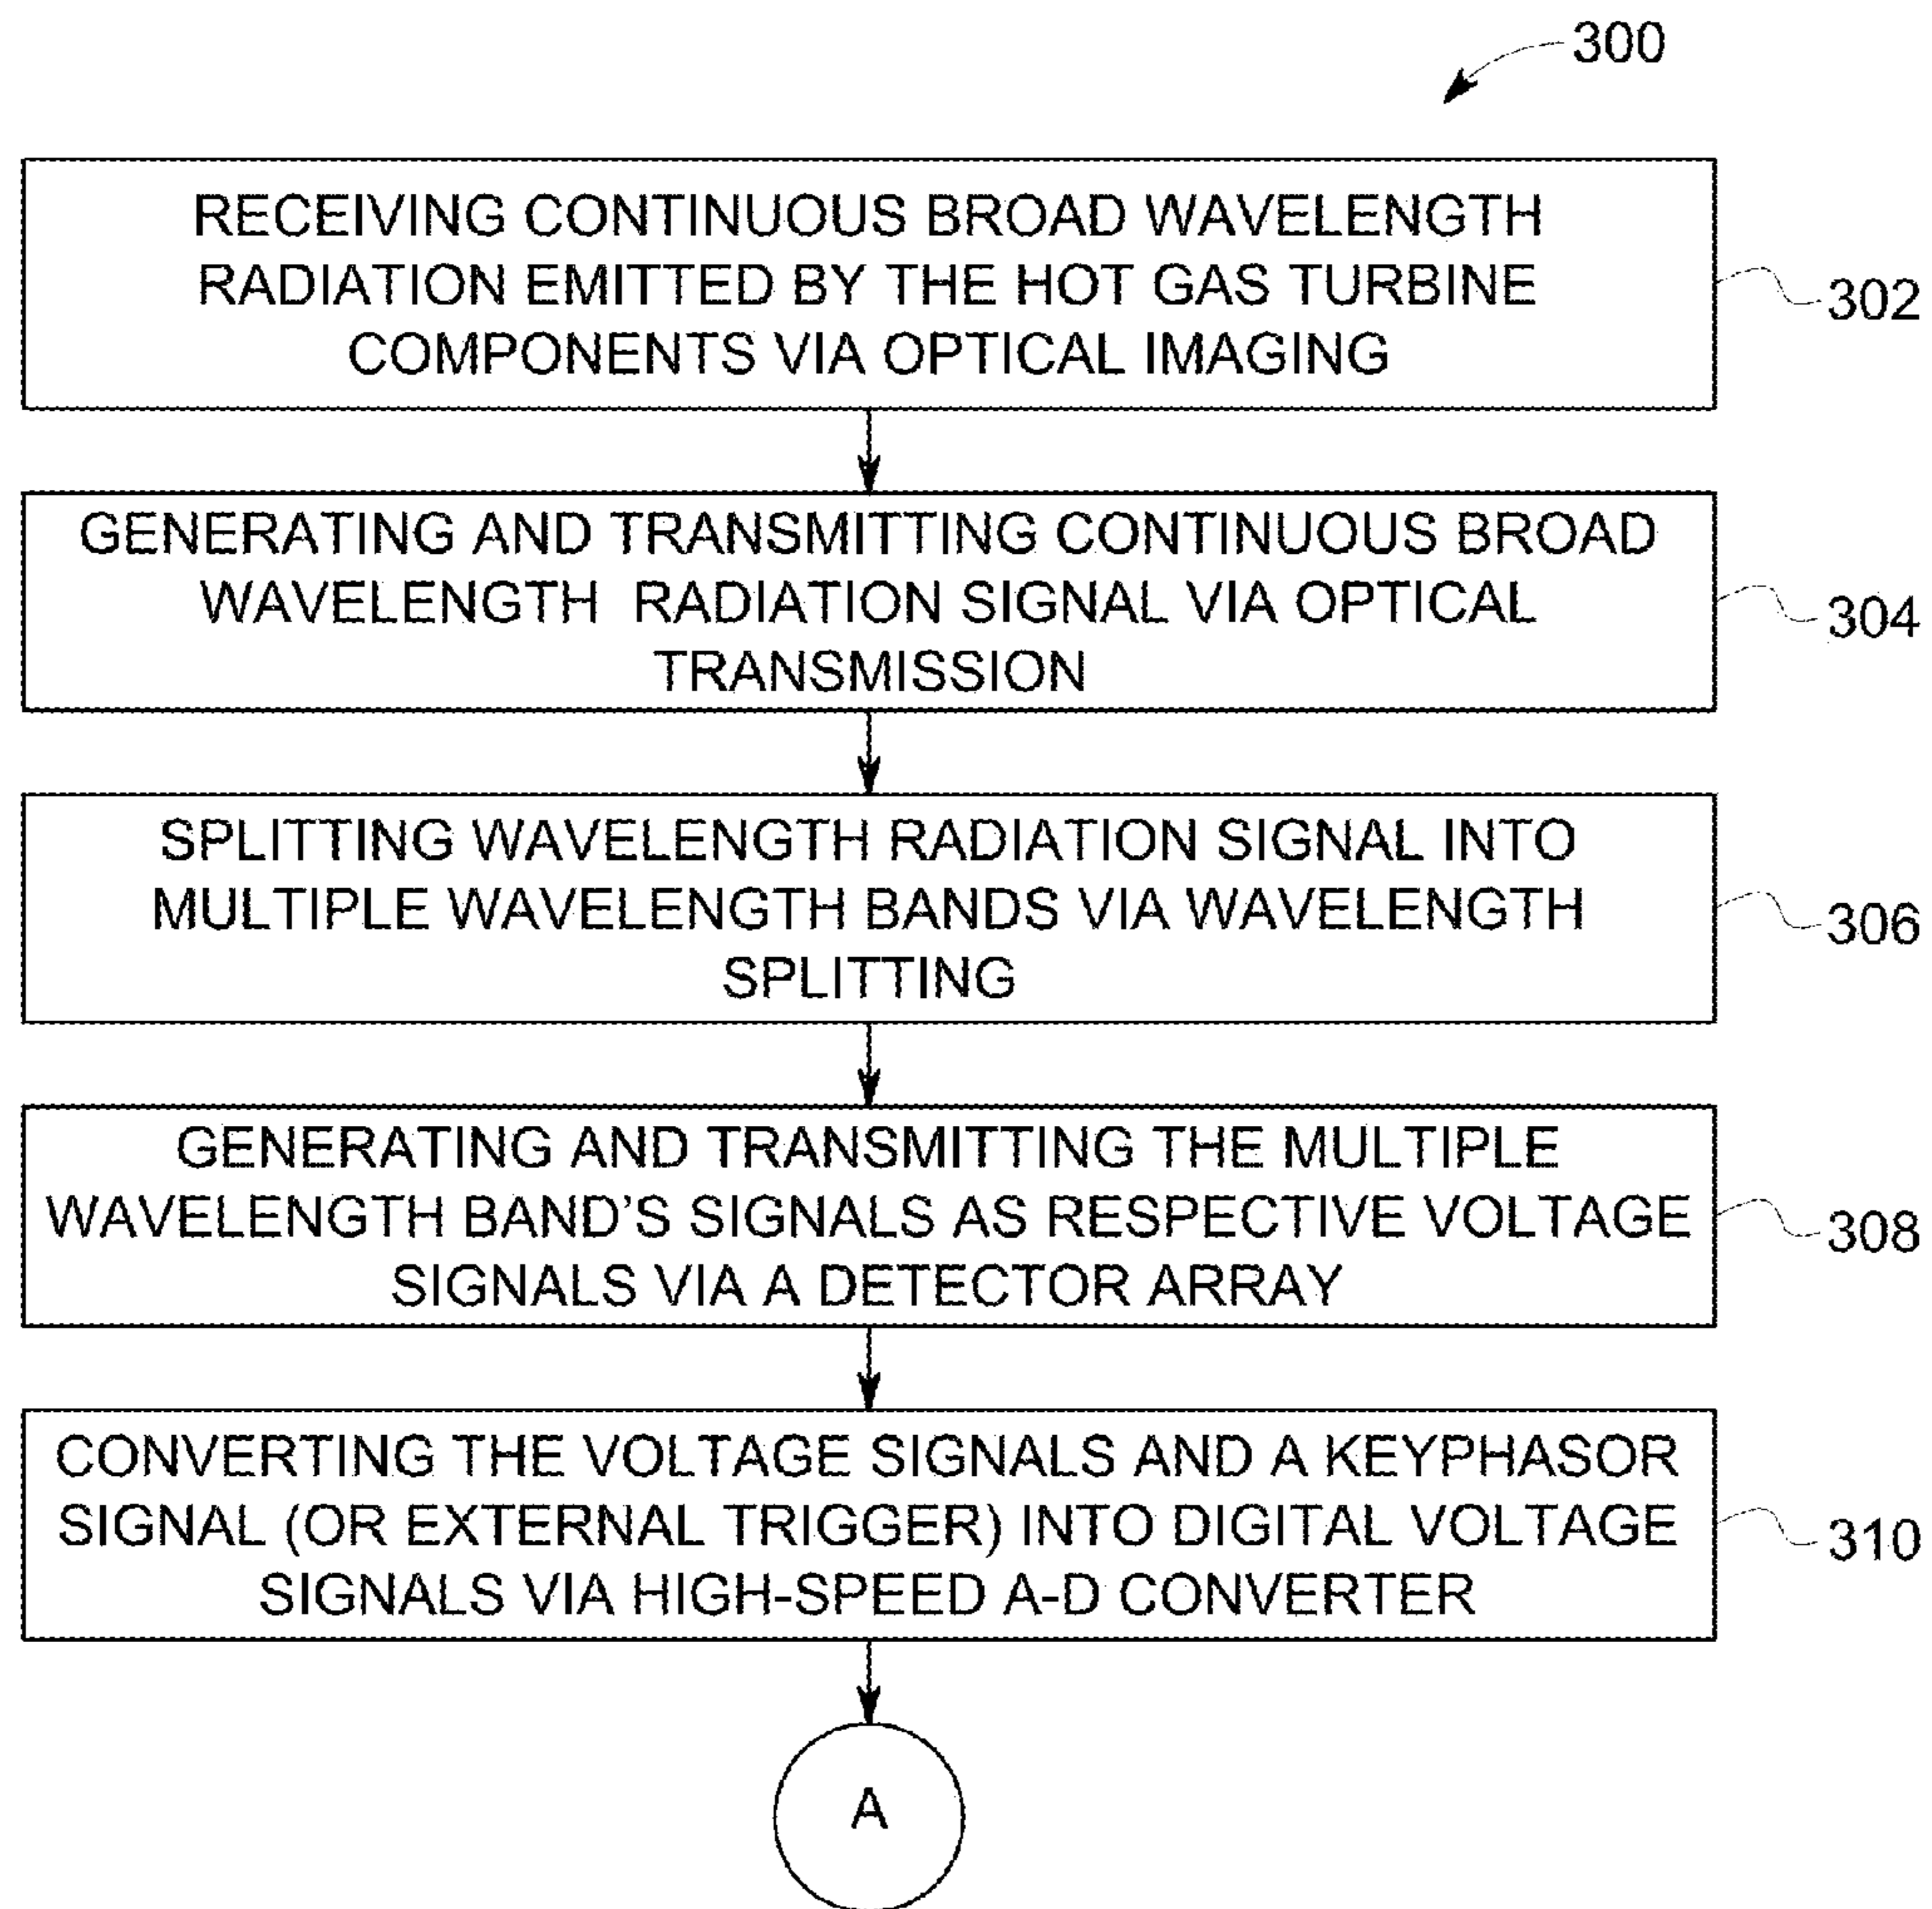 300
RECEIVING CONTINUOUS BROAD WAVELENGTH
RADIATION EMITTED BY THE HOT GAS TURBINE
COMPONENTS VIA OPTICAL IMAGING
302
GENERATING AND TRANSMITTING CONTINUOUS BROAD
WAVELENGTH RADIATION SIGNAL VIA OPTICAL
TRANSMISSION
304
SPLITTING WAVELENGTH RADIATION SIGNAL INTO
MULTIPLE WAVELENGTH BANDS VIA WAVELENGTH
SPLITTING
306
GENERATING AND TRANSMITTING THE MULTIPLE
WAVELENGTH BAND'S SIGNALS AS RESPECTIVE VOLTAGE
SIGNALS VIA A DETECTOR ARRAY
308
CONVERTING THE VOLTAGE SIGNALS AND A KEYPHASOR
SIGNAL (OR EXTERNAL TRIGGER) INTO DIGITAL VOLTAGE
SIGNALS VIA HIGH-SPEED A-D CONVERTER
310
A